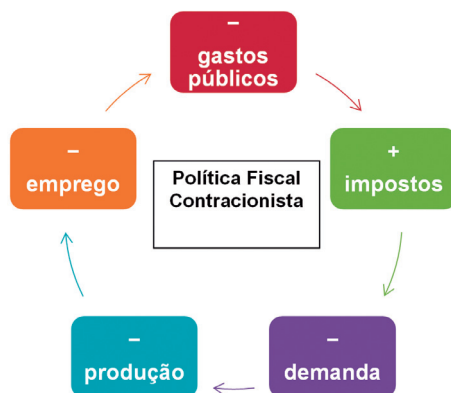 –
gastos
públicos
+
impostos
–
demanda
–
produção
–
emprego
Política Fiscal
Contracionista